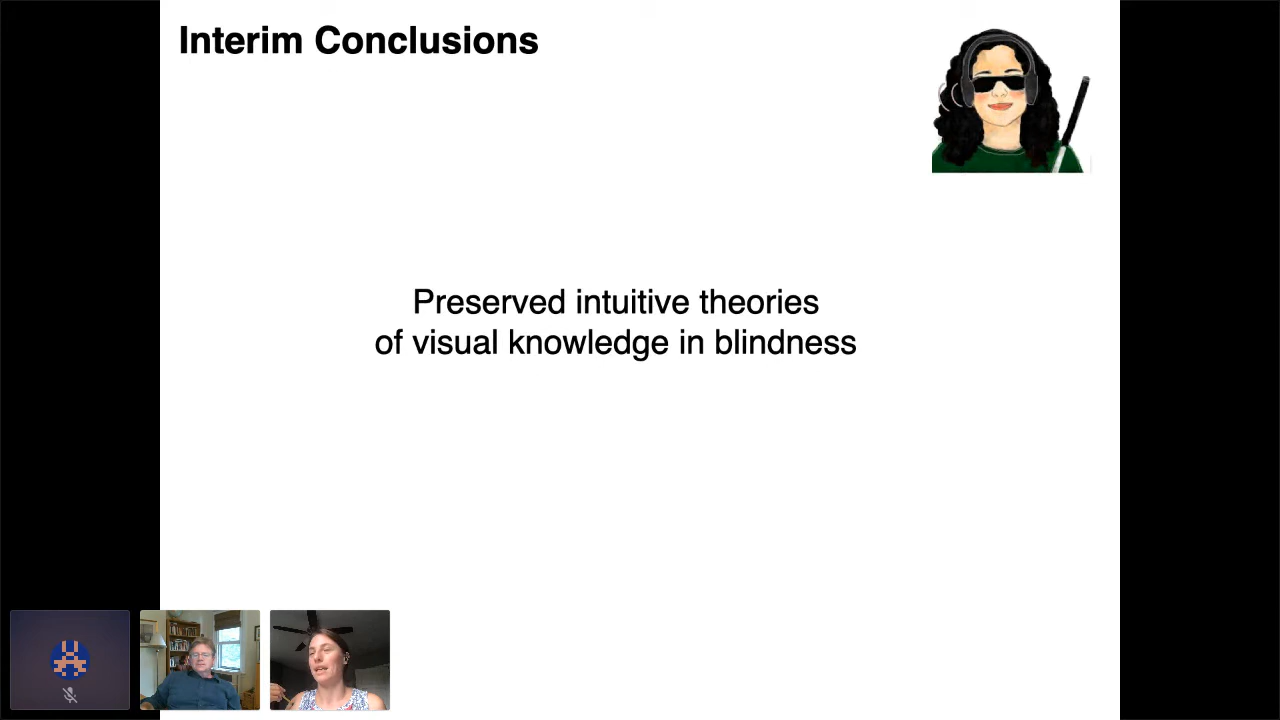 Interim Conclusions
Preserved intuitive theories
of visual knowledge in blindness